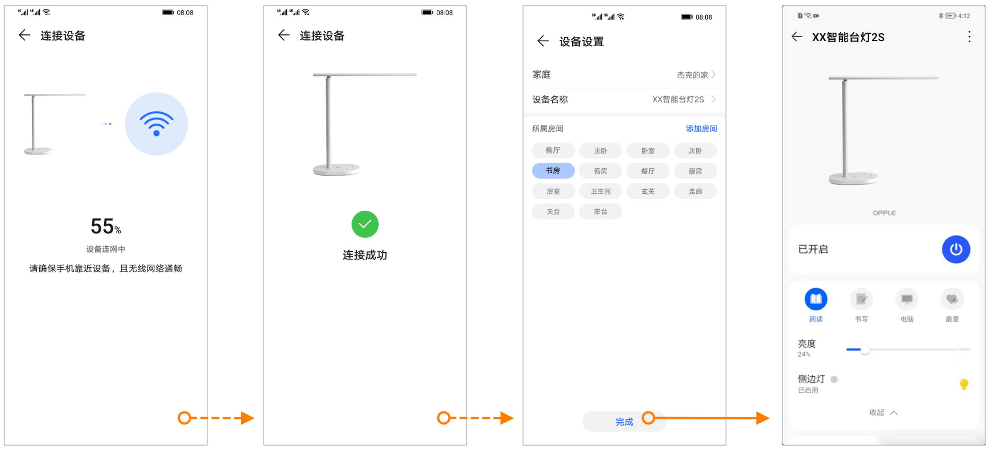 08:08
连接设备
55%
设备连网中
请确保手机靠近设备，且无线网络通畅
08:08
连接设备
连接成功
08:08
设备设置
家庭 杰克的家
设备名称 XX智能台灯2S
所属房间 添加房间
客厅 主卧 卧室 次卧
书房 客房 餐厅 厨房
浴室 卫生间 玄关 走廊
天台 阳台
完成
4:12
XX智能台灯2S
OPPLE
已开启
阅读 书写 电脑 最爱
亮度
24%
侧边灯
已启用
收起